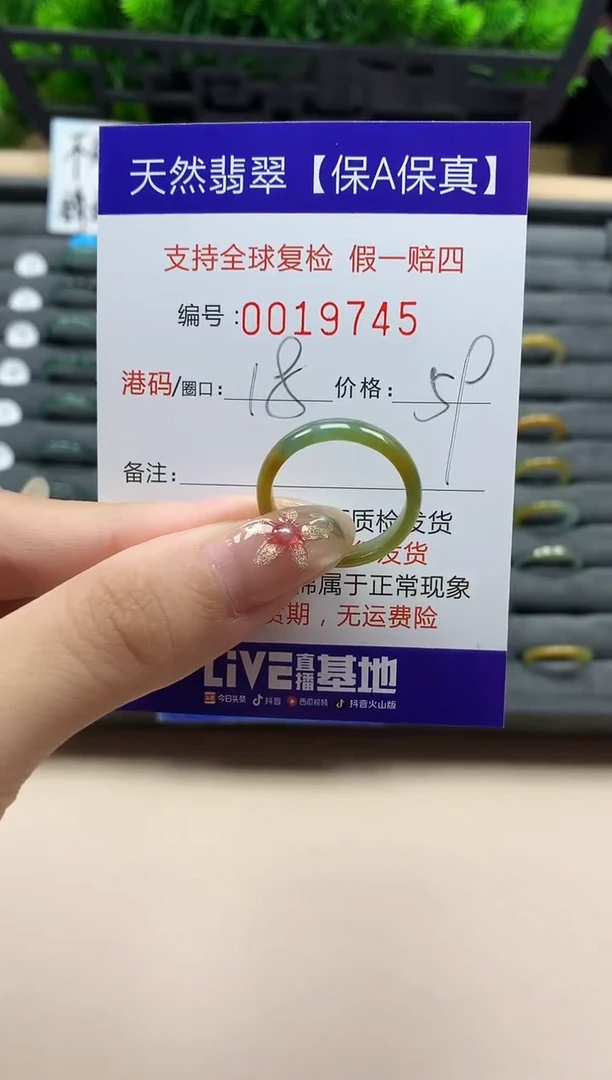 天然翡翠【保A保真】
支持全球复检 假一赔四
编号:0019745
港码/圈口: 18 价格: 59
备注:
质检发货
发货
属于正常现象
期，无运费险
LiVE直播基地
今日头条 抖音 西瓜视频 抖音火山版